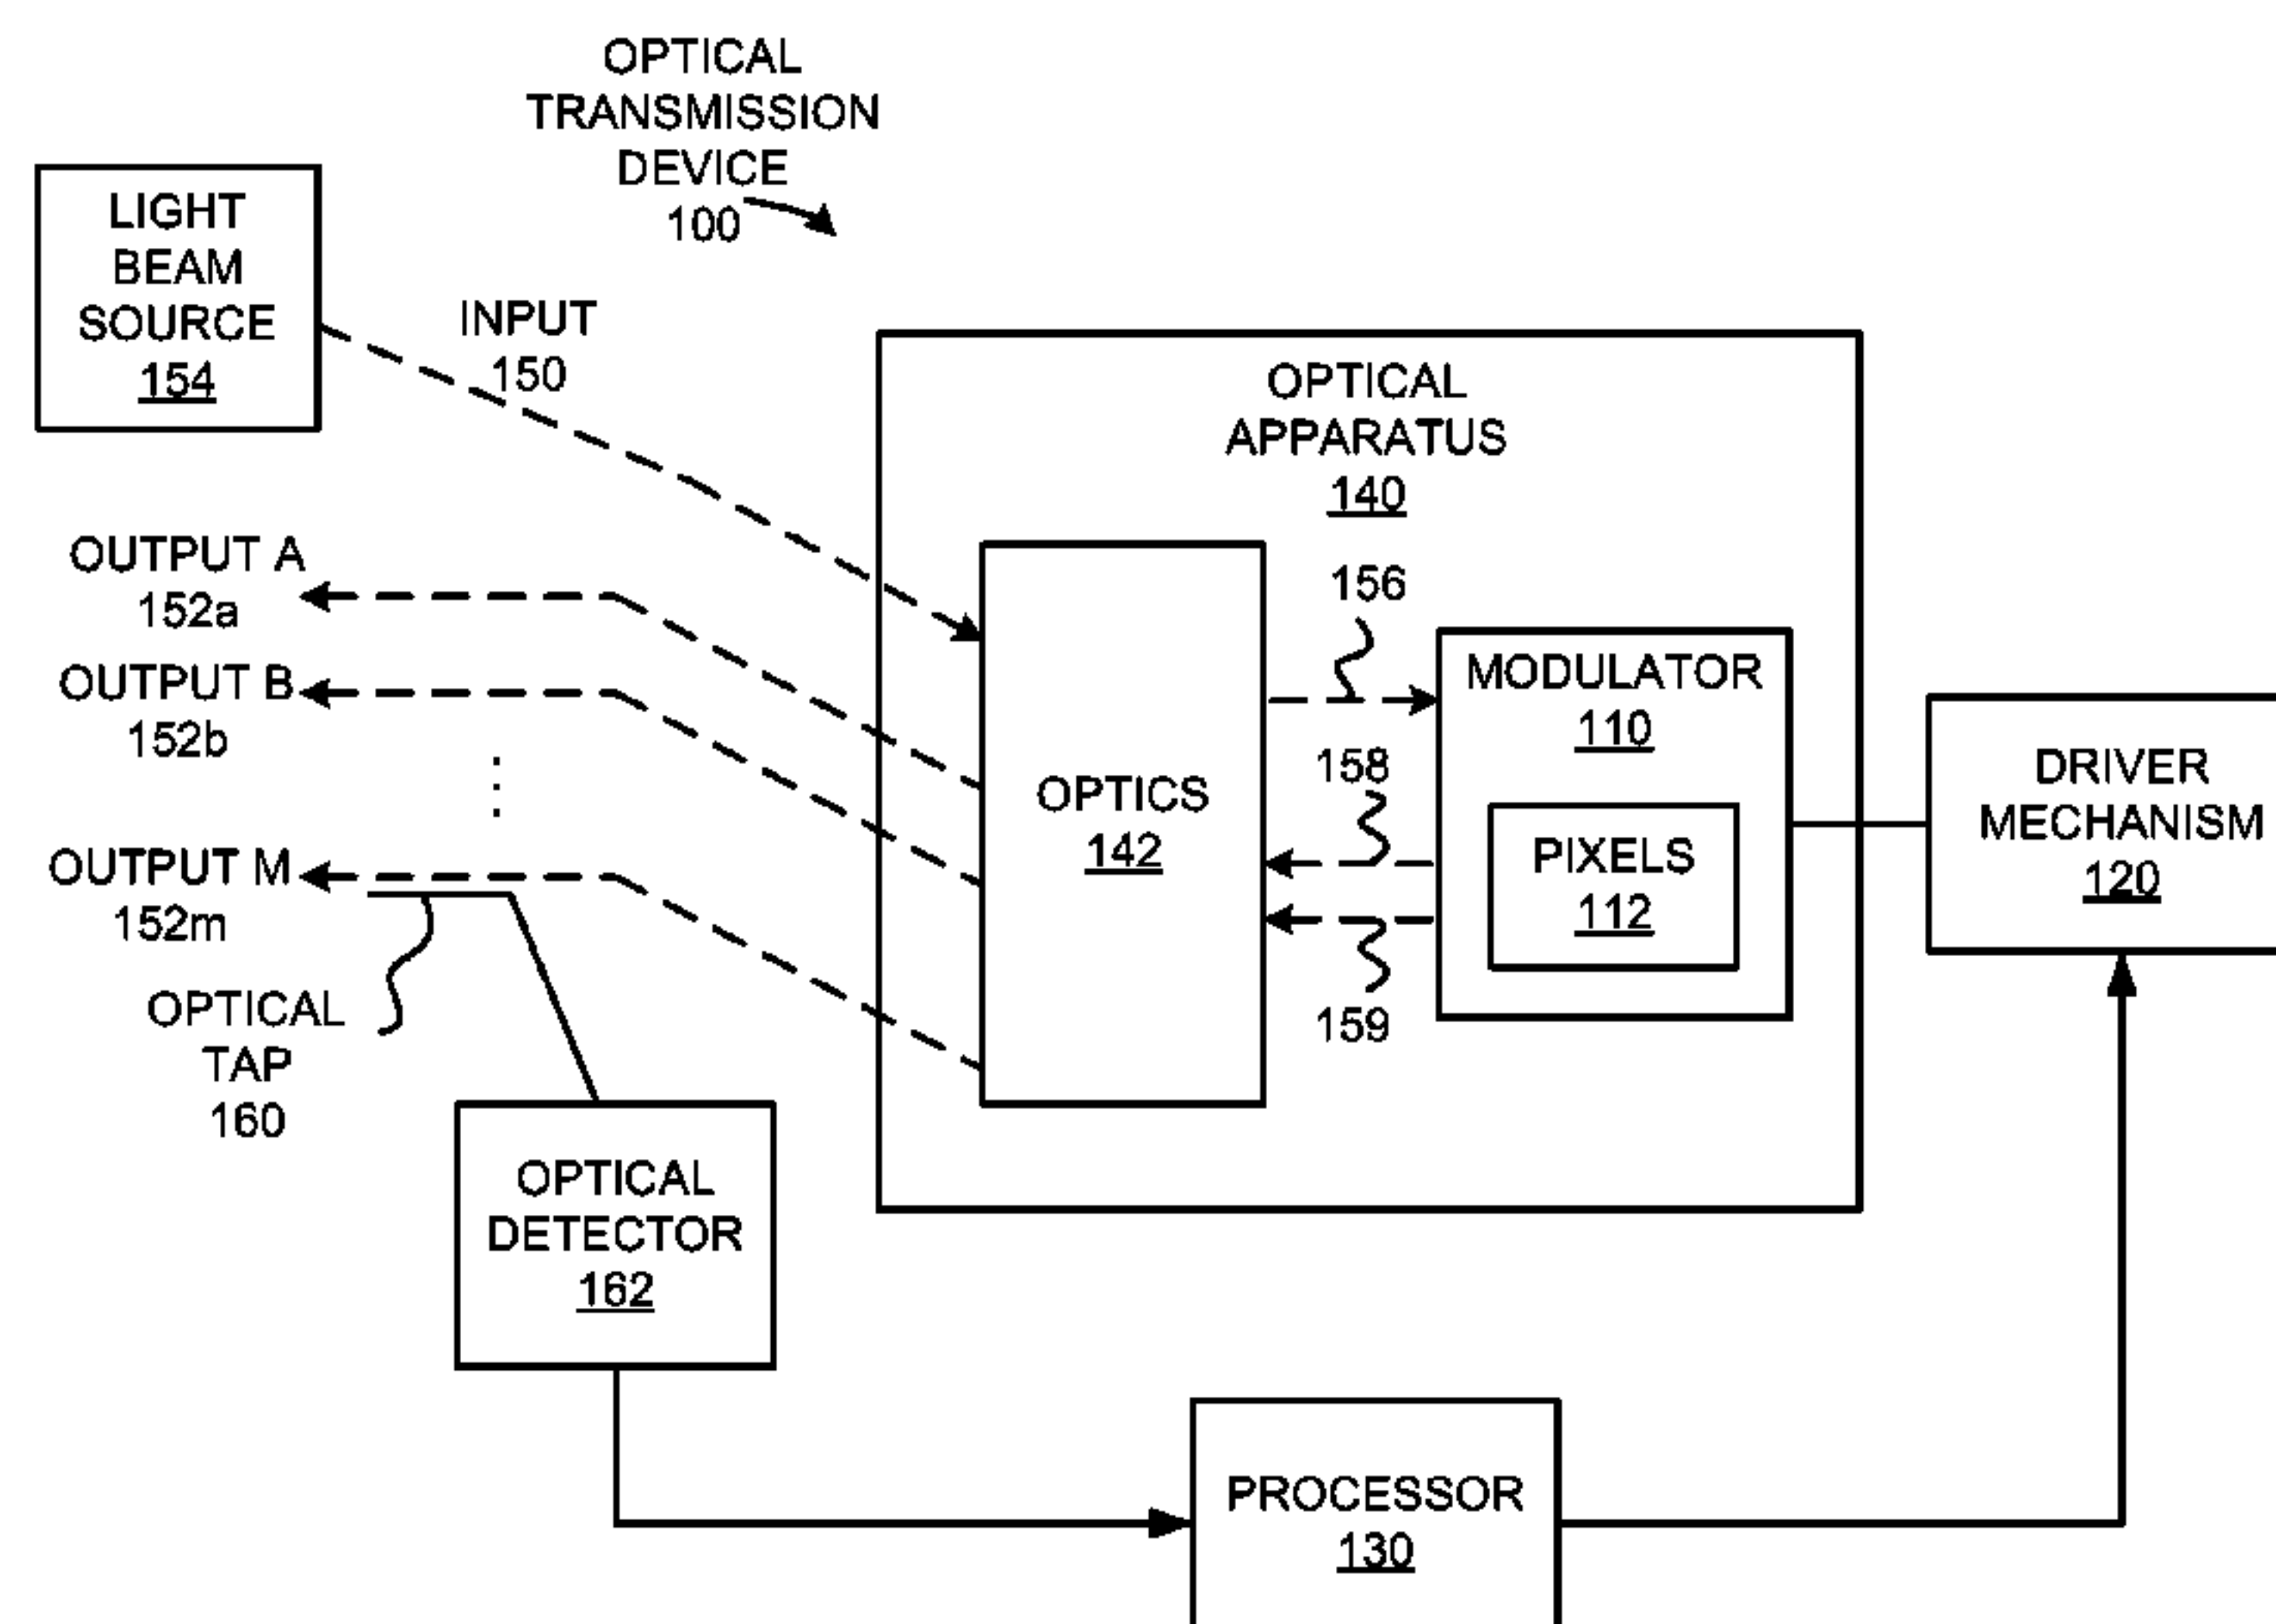 OPTICAL
TRANSMISSION
DEVICE
100
LIGHT
BEAM
SOURCE
154
INPUT
150
OPTICAL
APPARATUS
140
OUTPUT A
152a
OUTPUT B
152b
⋮
OUTPUT M
152m
OPTICAL
TAP
160
OPTICS
142
156
158
159
MODULATOR
110
PIXELS
112
DRIVER
MECHANISM
120
OPTICAL
DETECTOR
162
PROCESSOR
130